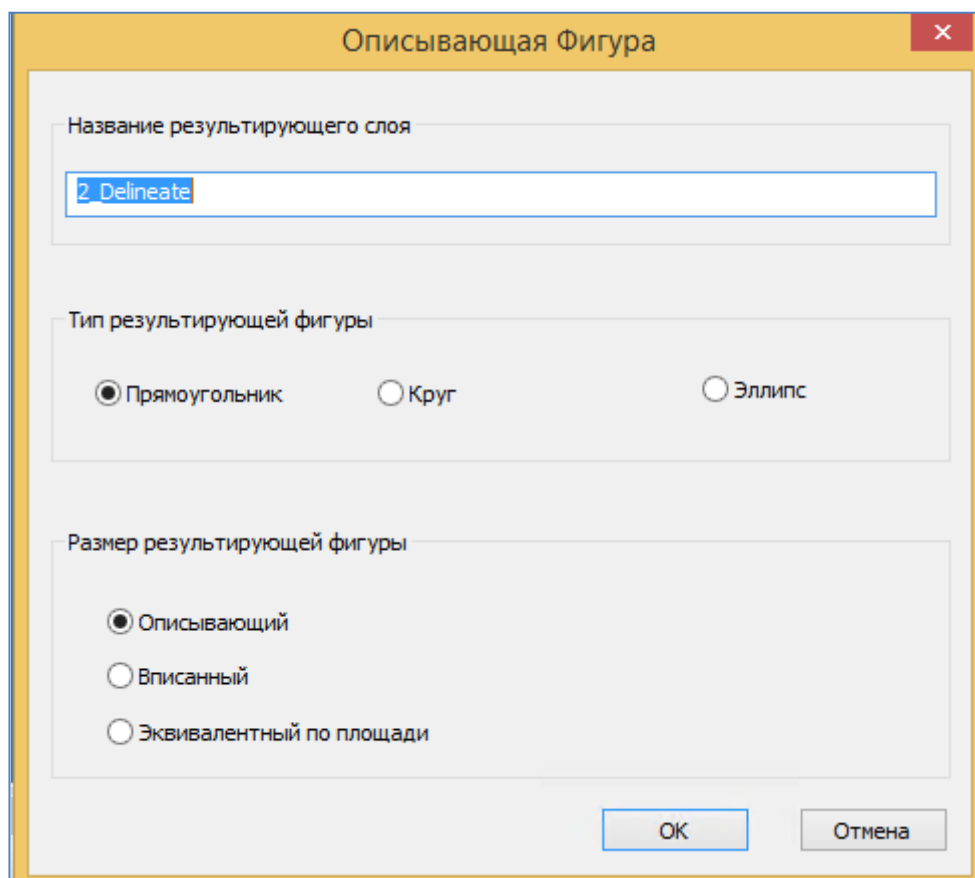 Описывающая Фигура
Название результирующего слоя
2_Delineate
Тип результирующей фигуры
Прямоугольник Круг Эллипс
Размер результирующей фигуры
Описывающий
Вписанный
Эквивалентный по площади
OK Отмена